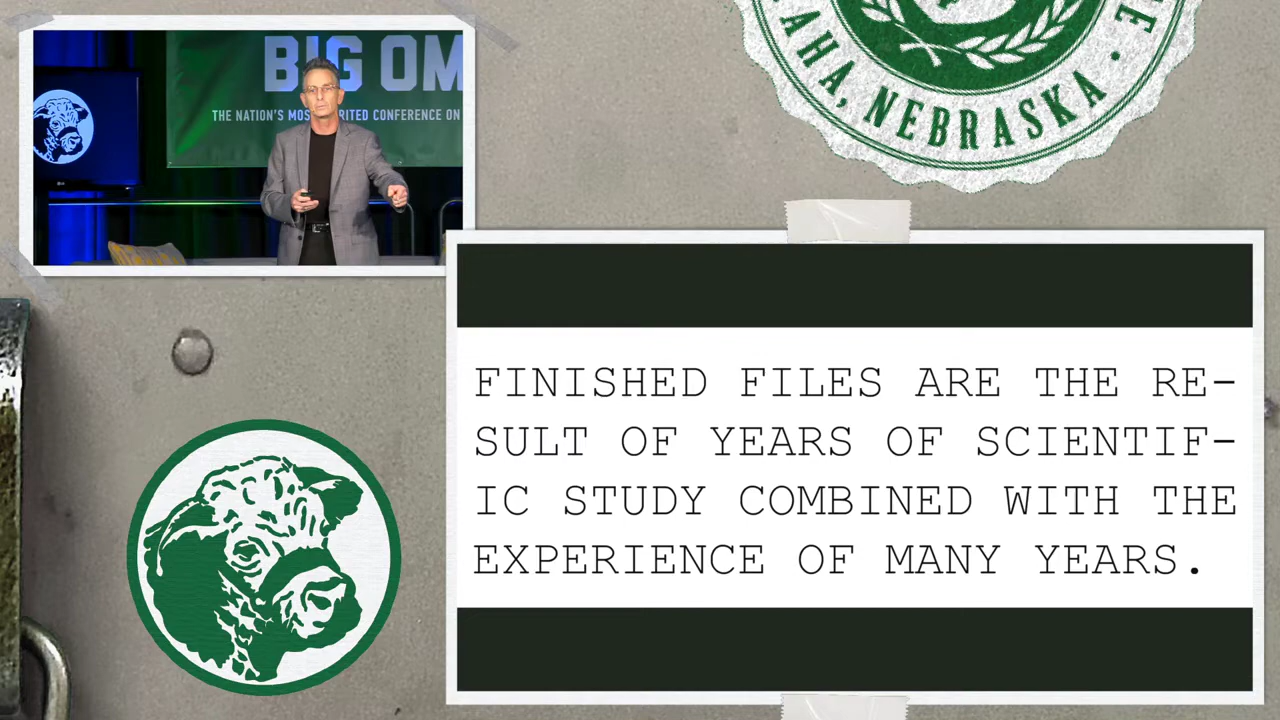 BIG OM
THE NATION'S MOS RITED CONFERENCE ON
AHA, NEBRASKA • E
FINISHED FILES ARE THE RE-
SULT OF YEARS OF SCIENTIF-
IC STUDY COMBINED WITH THE
EXPERIENCE OF MANY YEARS.